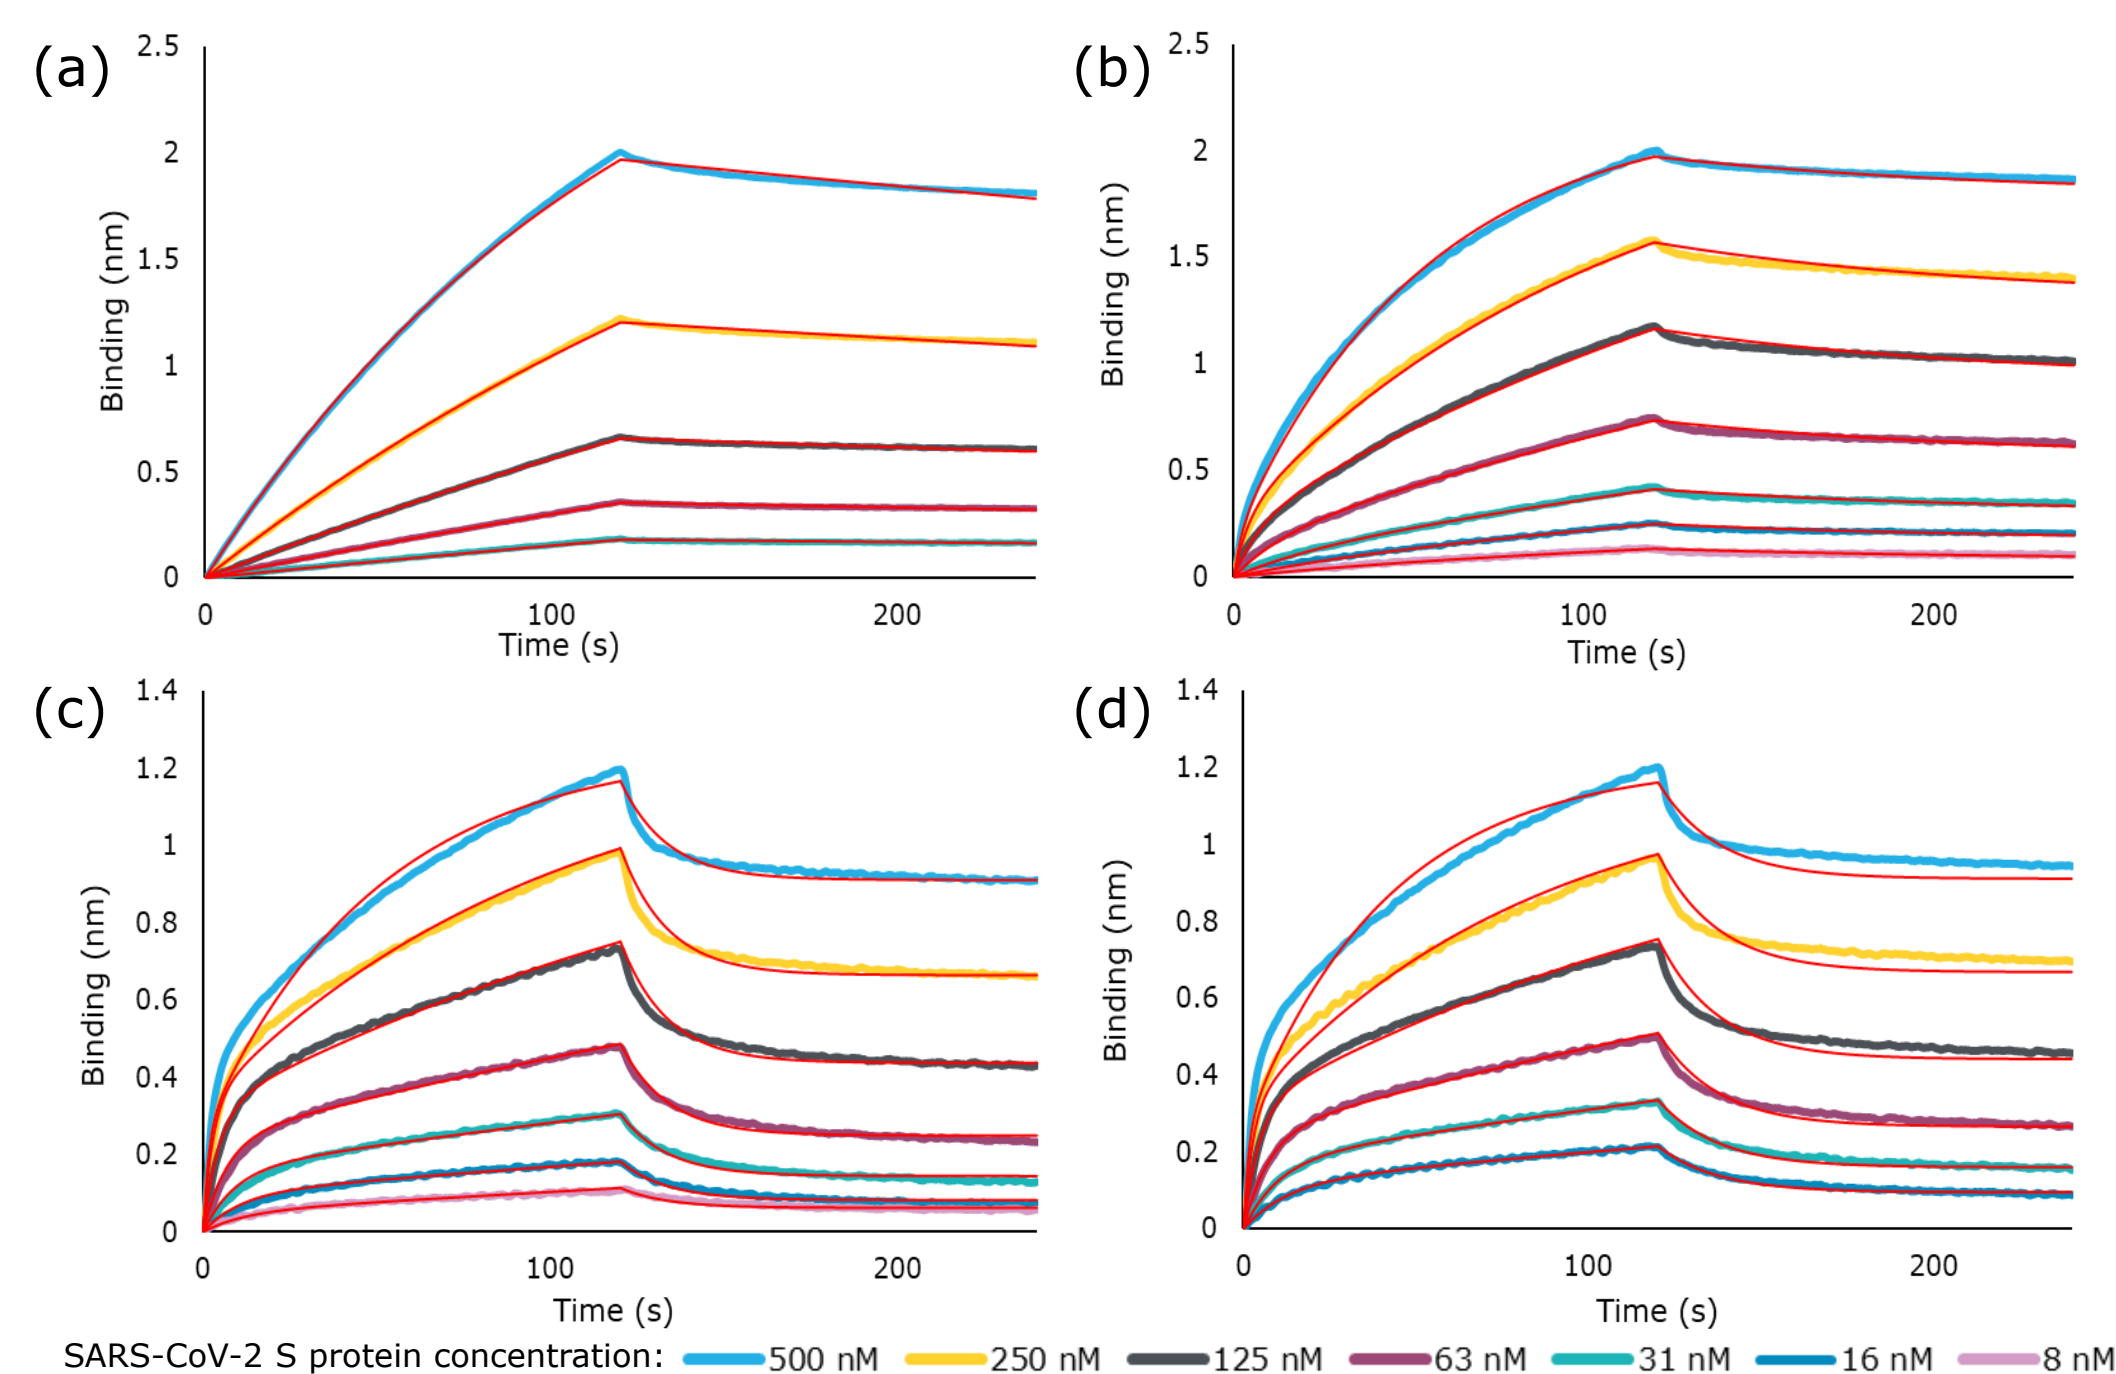 (a)
2.5
2
1.5
1
0.5
0
Binding (nm)
0 100 200
Time (s)
(b)
2.5
2
1.5
1
0.5
0
Binding (nm)
0 100 200
Time (s)
(c)
1.4
1.2
1
0.8
0.6
0.4
0.2
0
Binding (nm)
0 100 200
Time (s)
(d)
1.4
1.2
1
0.8
0.6
0.4
0.2
0
Binding (nm)
0 100 200
Time (s)
SARS-CoV-2 S protein concentration: 500 nM 250 nM 125 nM 63 nM 31 nM 16 nM 8 nM